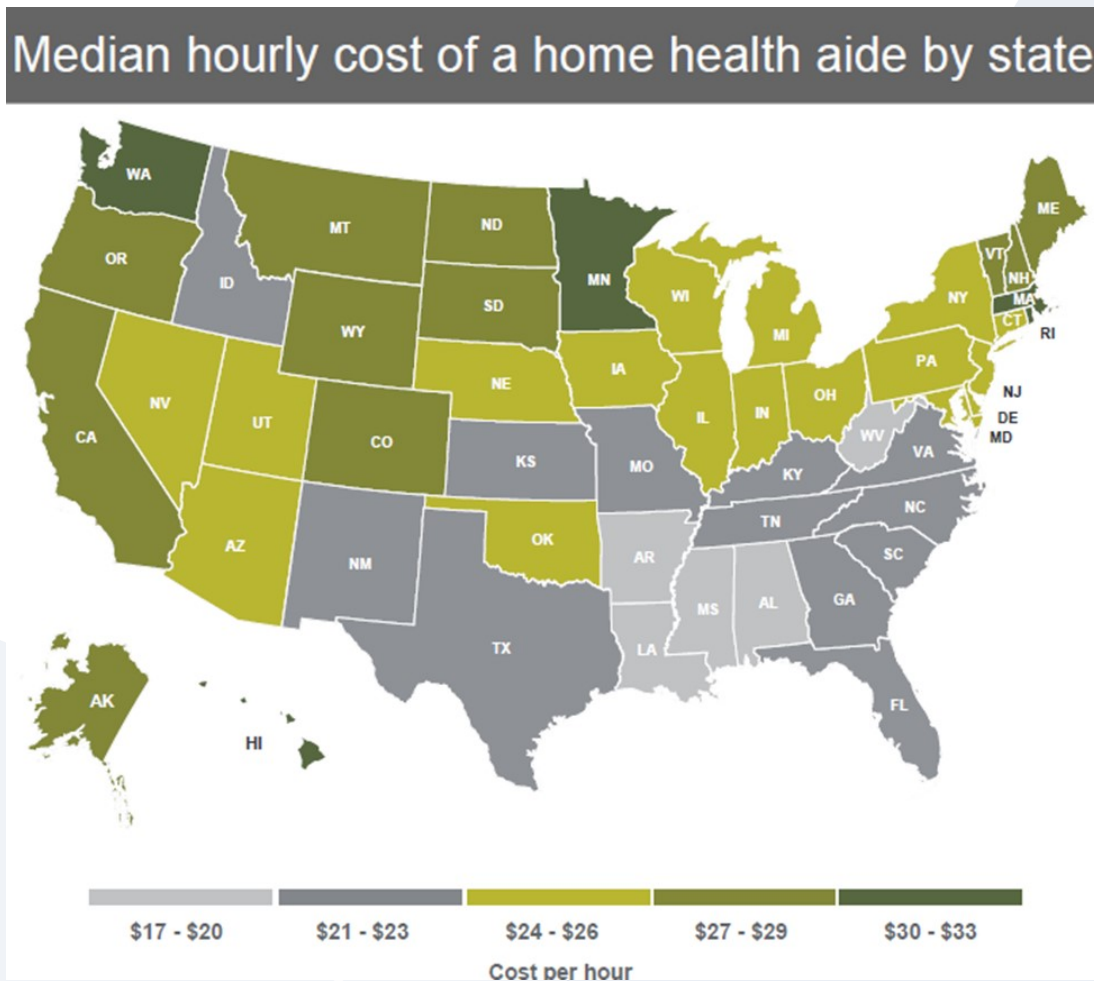 Median hourly cost of a home health aide by state
WA
MT
ND
ME
OR
ID
MN
VT
NH
SD
WI
NY
MA
WY
MI
CT
RI
IA
PA
NE
NV
OH
NJ
UT
IL
IN
DE
CA
CO
WV
MD
KS
MO
VA
KY
NC
TN
AZ
OK
NM
AR
SC
MS
AL
GA
TX
LA
AK
FL
HI
$17 - $20
$21 - $23
$24 - $26
$27 - $29
$30 - $33
Cost per hour